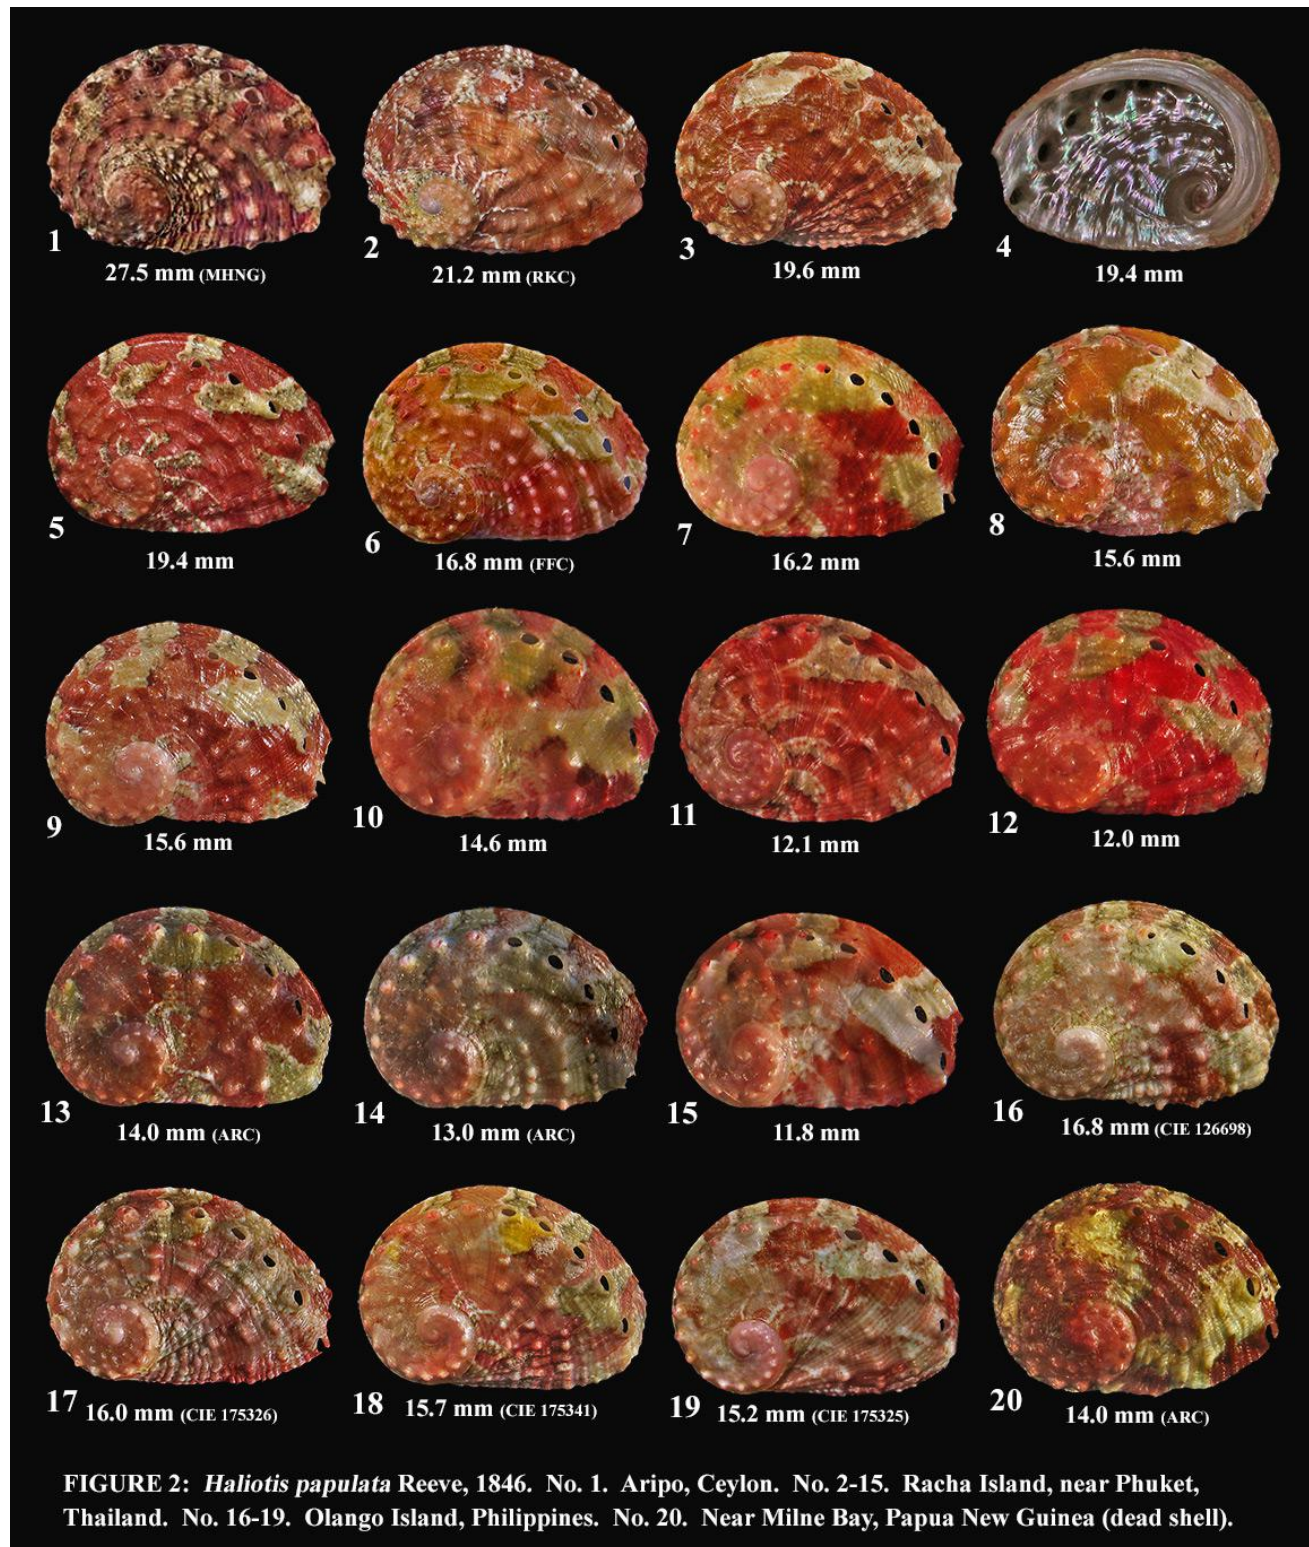 1
27.5 mm (MHNG)
2
21.2 mm (RKC)
3
19.6 mm
4
19.4 mm
5
19.4 mm
6
16.8 mm (FFC)
7
16.2 mm
8
15.6 mm
9
15.6 mm
10
14.6 mm
11
12.1 mm
12
12.0 mm
13
14.0 mm (ARC)
14
13.0 mm (ARC)
15
11.8 mm
16
16.8 mm (CIE 126698)
17
16.0 mm (CIE 175326)
18
15.7 mm (CIE 175341)
19
15.2 mm (CIE 175325)
20
14.0 mm (ARC)
FIGURE 2: Haliotis papulata Reeve, 1846. No. 1. Aripo, Ceylon. No. 2-15. Racha Island, near Phuket,
Thailand. No. 16-19. Olango Island, Philippines. No. 20. Near Milne Bay, Papua New Guinea (dead shell).